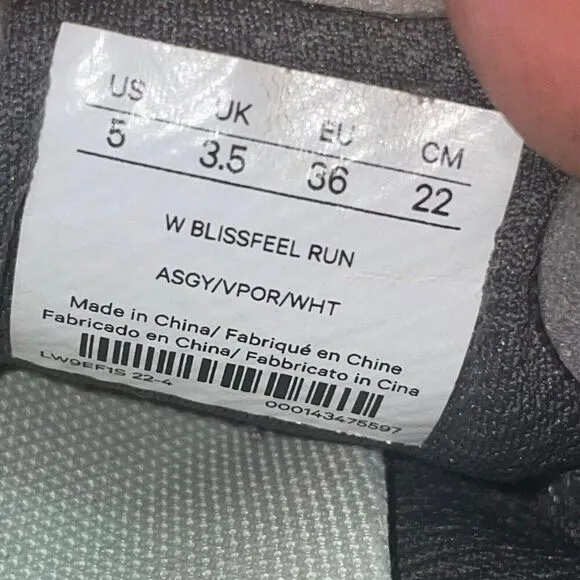 US UK EU CM
5 3.5 36 22
W BLISSFEEL RUN
ASGY/VPOR/WHT
Made in China/ Fabriqué en Chine
Fabricado en China/ Fabbricato in Cina
LW9EF1S 22-4
000143475597